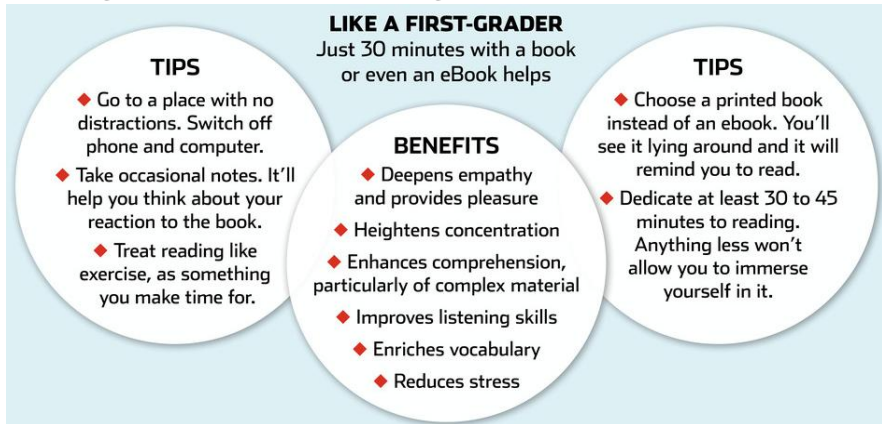 LIKE A FIRST-GRADER
Just 30 minutes with a book
or even an eBook helps
TIPS
◆ Go to a place with no
distractions. Switch off
phone and computer.
◆ Take occasional notes. It'll
help you think about your
reaction to the book.
◆ Treat reading like
exercise, as something
you make time for.
BENEFITS
◆ Deepens empathy
and provides pleasure
◆ Heightens concentration
◆ Enhances comprehension,
particularly of complex material
◆ Improves listening skills
◆ Enriches vocabulary
◆ Reduces stress
TIPS
◆ Choose a printed book
instead of an ebook. You'll
see it lying around and it will
remind you to read.
◆ Dedicate at least 30 to 45
minutes to reading.
Anything less won't
allow you to immerse
yourself in it.